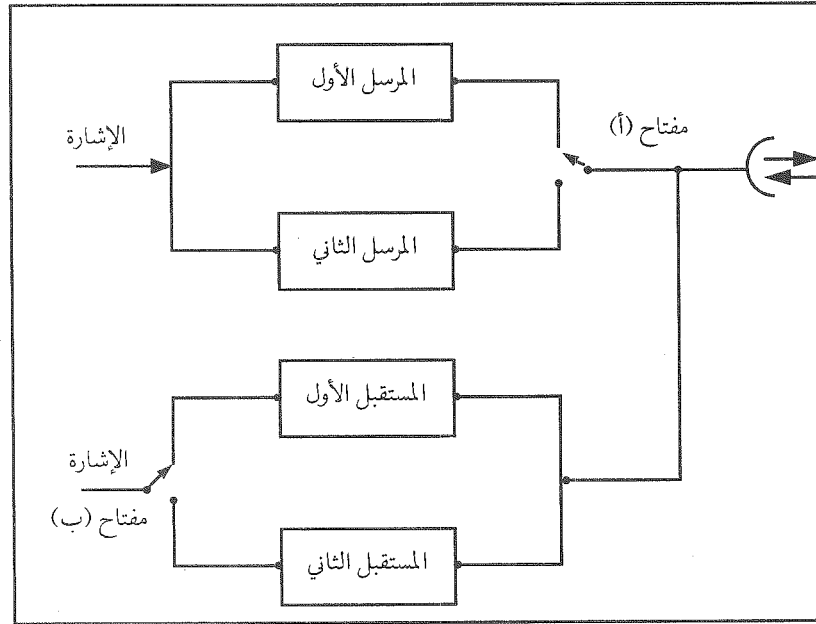 المرسل الأول
الإشارة
مفتاح (أ)
المرسل الثاني
المستقبل الأول
الإشارة
مفتاح (ب)
المستقبل الثاني